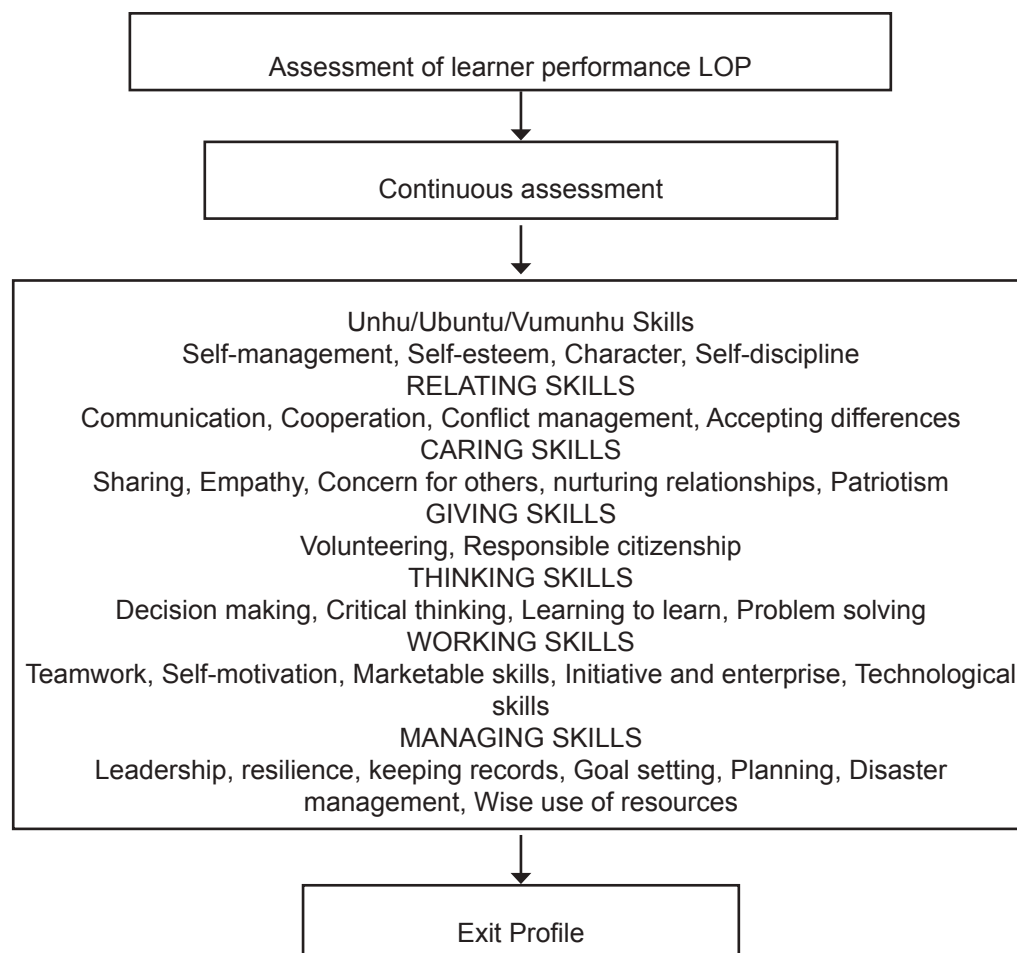 Assessment of learner performance LOP
Continuous assessment
Unhu/Ubuntu/Vumunhu Skills
Self-management, Self-esteem, Character, Self-discipline
RELATING SKILLS
Communication, Cooperation, Conflict management, Accepting differences
CARING SKILLS
Sharing, Empathy, Concern for others, nurturing relationships, Patriotism
GIVING SKILLS
Volunteering, Responsible citizenship
THINKING SKILLS
Decision making, Critical thinking, Learning to learn, Problem solving
WORKING SKILLS
Teamwork, Self-motivation, Marketable skills, Initiative and enterprise, Technological
skills
MANAGING SKILLS
Leadership, resilience, keeping records, Goal setting, Planning, Disaster
management, Wise use of resources
Exit Profile